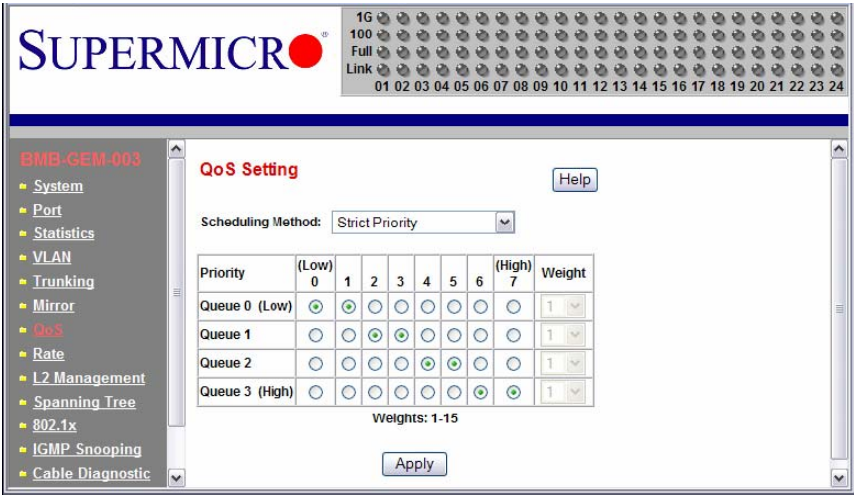 SUPERMICR®
1G
100
Full
Link
01 02 03 04 05 06 07 08 09 10 11 12 13 14 15 16 17 18 19 20 21 22 23 24
BMB-GEM-003
System
Port
Statistics
VLAN
Trunking
Mirror
QoS
Rate
L2 Management
Spanning Tree
802.1x
IGMP Snooping
Cable Diagnostic
QoS Setting
Help
Scheduling Method: Strict Priority
Priority (Low) 0 1 2 3 4 5 6 (High) 7 Weight
Queue 0 (Low) 1
Queue 1 1
Queue 2 1
Queue 3 (High) 1
Weights: 1-15
Apply